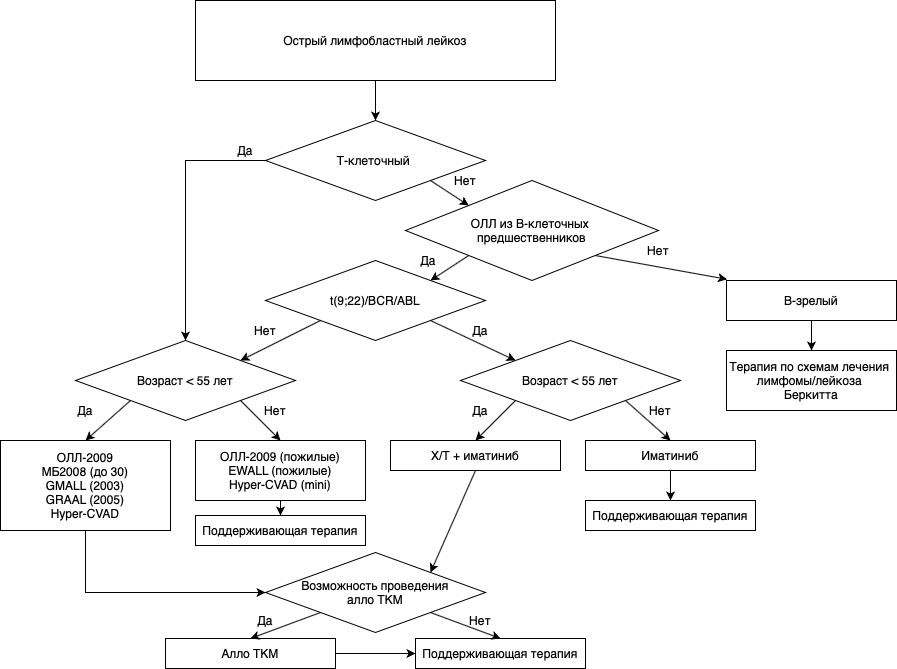 Острый лимфобластный лейкоз
Да
Т-клеточный
Нет
ОЛЛ из В-клеточных
предшественников
Да
Нет
t(9;22)/BCR/ABL
В-зрелый
Нет
Да
Терапия по схемам лечения
лимфомы/лейкоза
Беркитта
Возраст < 55 лет
Возраст < 55 лет
Да
Нет
Да
Нет
ОЛЛ-2009
МБ2008 (до 30)
GMALL (2003)
GRAAL (2005)
Hyper-CVAD
ОЛЛ-2009 (пожилые)
EWALL (пожилые)
Hyper-CVAD (mini)
Х/Т + иматиниб
Иматиниб
Поддерживающая терапия
Поддерживающая терапия
Возможность проведения
алло ТКМ
Да
Нет
Алло ТКМ
Поддерживающая терапия